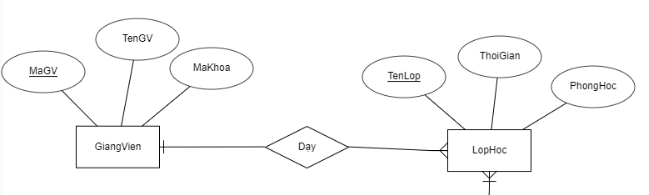 TenGV
MaGV
MaKhoa
ThoiGian
TenLop
PhongHoc
GiangVien
Day
LopHoc